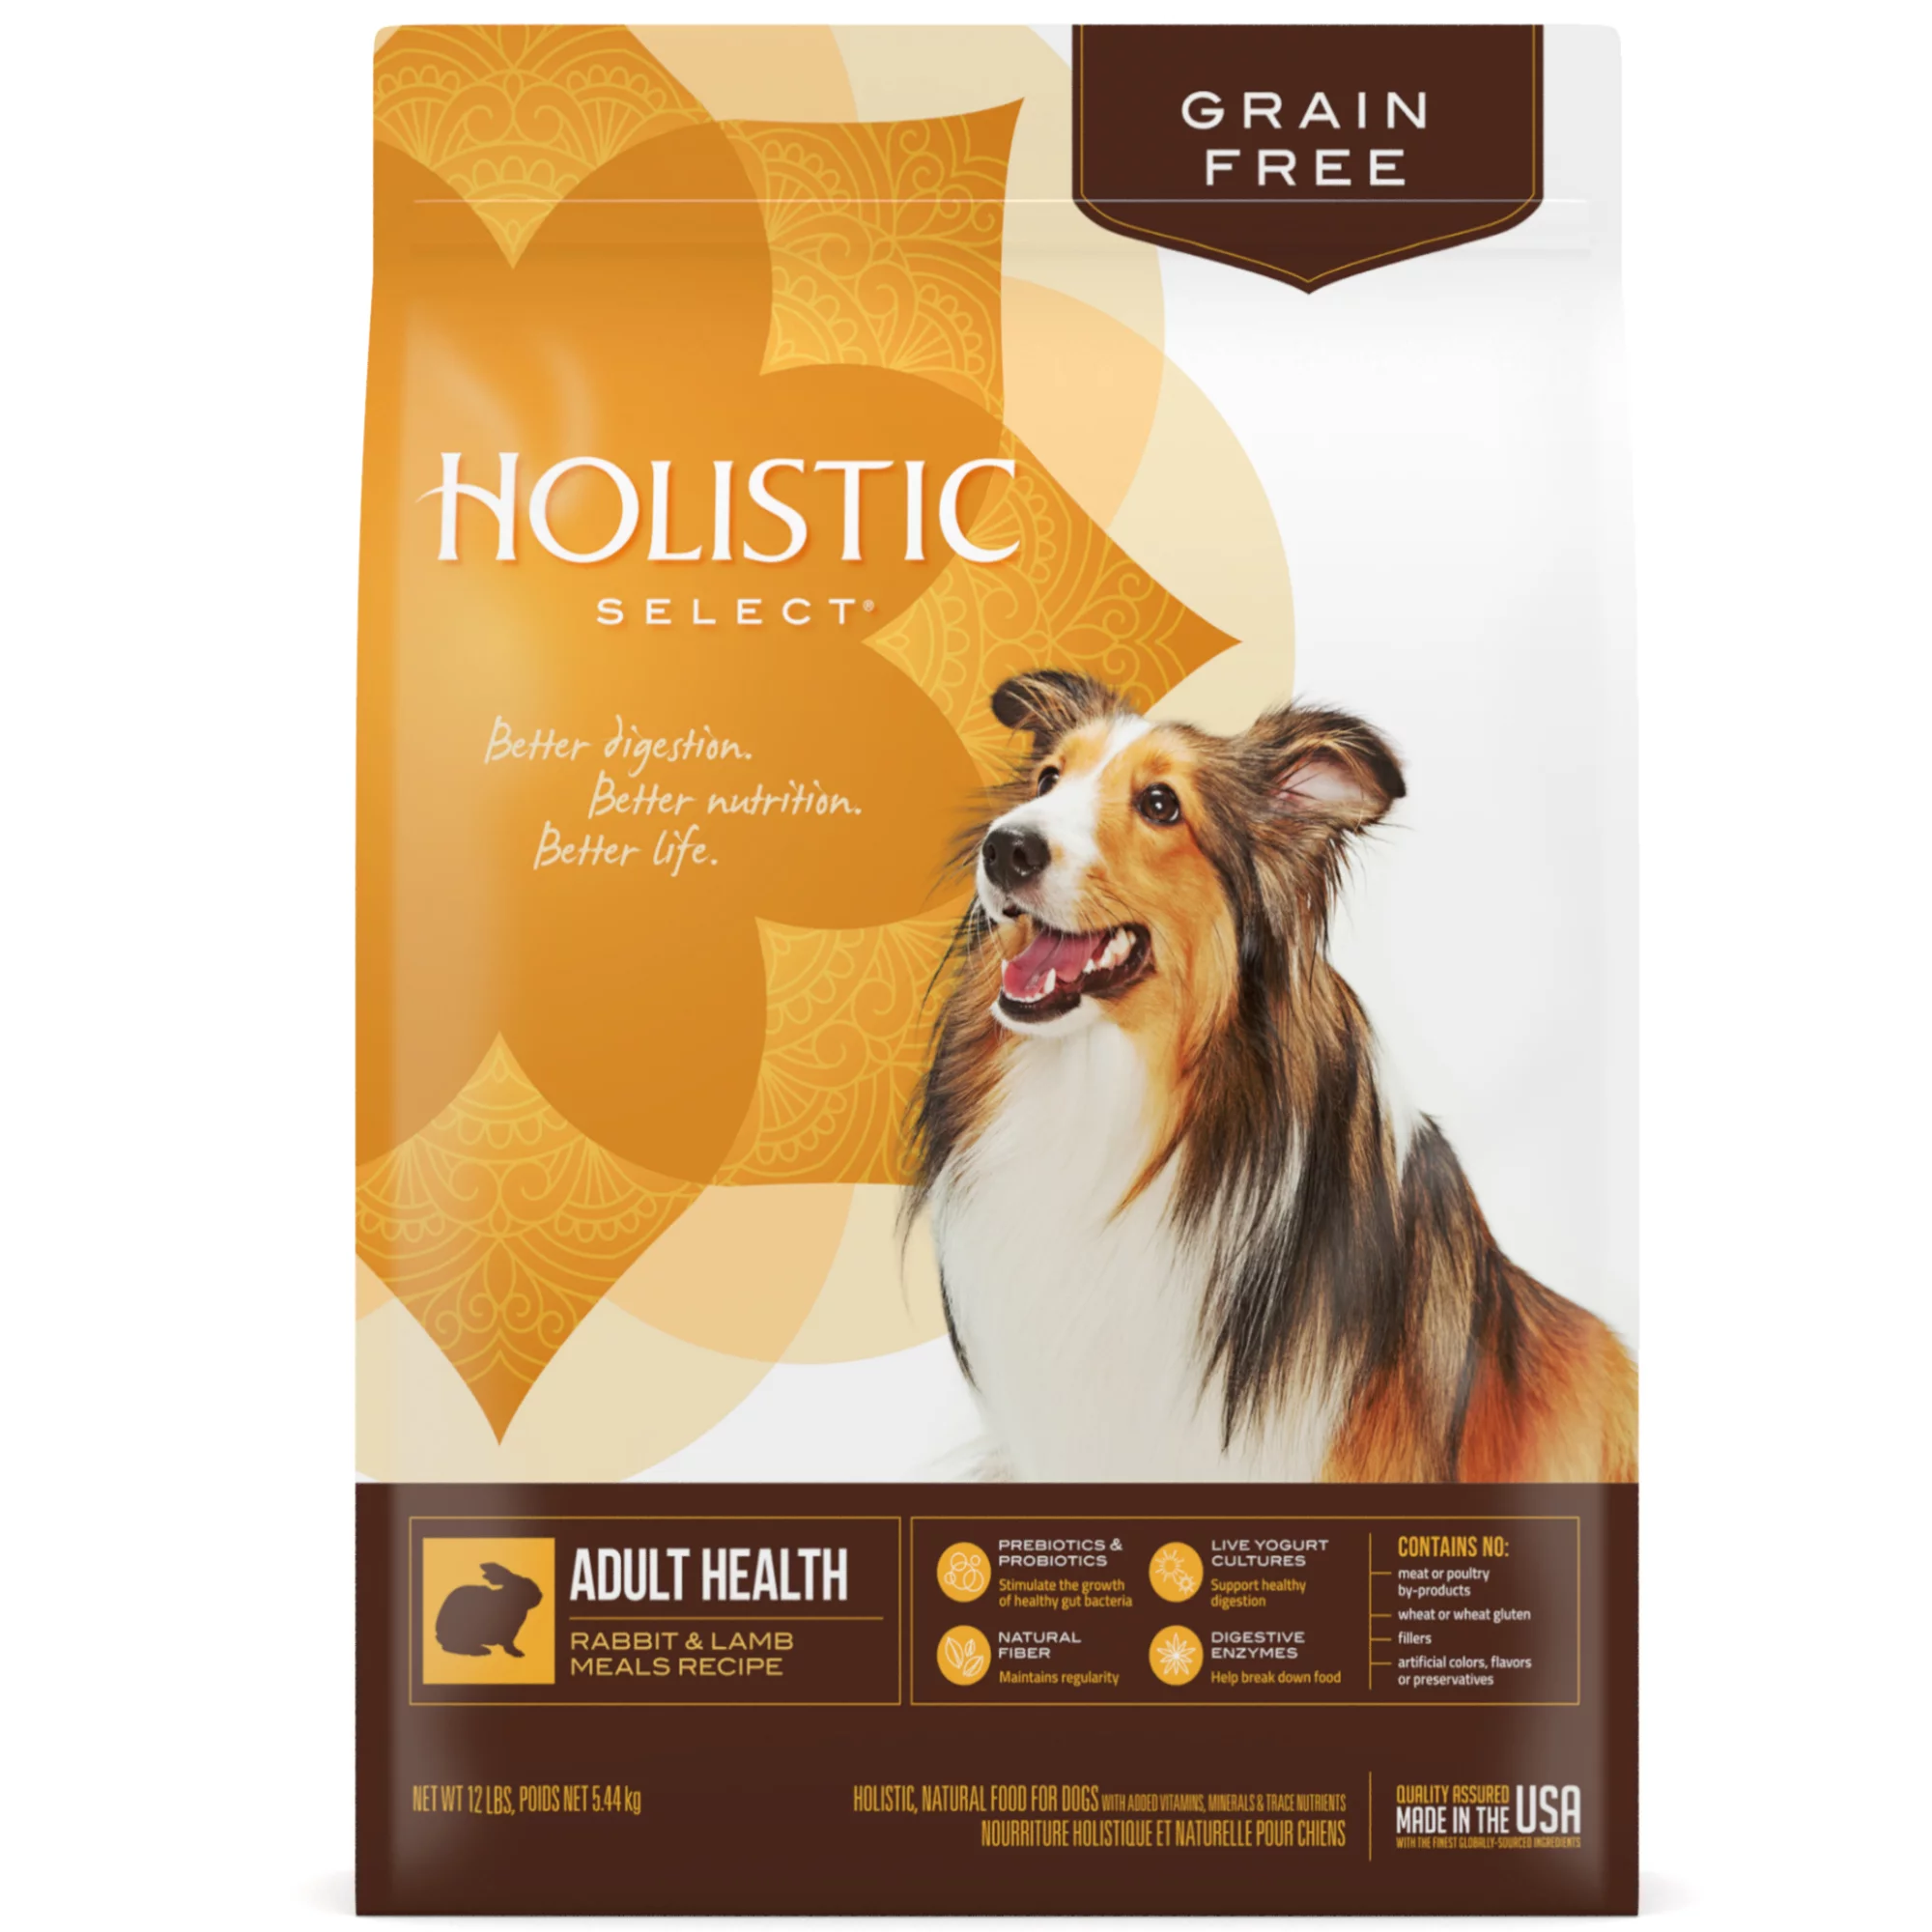 GRAIN
FREE
HOLISTIC
SELECT®
Better digestion.
Better nutrition.
Better life.
ADULT HEALTH
RABBIT & LAMB
MEALS RECIPE
PREBIOTICS &
PROBIOTICS
Stimulate the growth
of healthy gut bacteria
LIVE YOGURT
CULTURES
Support healthy
digestion
NATURAL
FIBER
Maintains regularity
DIGESTIVE
ENZYMES
Help break down food
CONTAINS NO:
meat or poultry
by-products
wheat or wheat gluten
fillers
artificial colors, flavors
or preservatives
NET WT 12 LBS, POIDS NET 5.44 kg
HOLISTIC, NATURAL FOOD FOR DOGS WITH ADDED VITAMINS, MINERALS & TRACE NUTRIENTS
NOURRITURE HOLISTIQUE ET NATURELLE POUR CHIENS
QUALITY ASSURED
MADE IN THE USA
WITH THE FINEST GLOBALLY-SOURCED INGREDIENTS